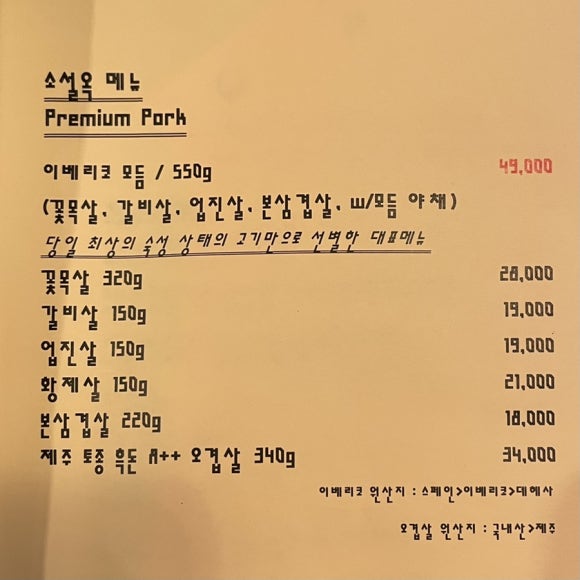 소설옥 메뉴
Premium Pork
이베리코 모듬 / 550g 49,000
(꽃목살, 갈비살, 업진살, 본삼겹살, w/모듬 야채)
당일 최상의 숙성 상태의 고기만으로 선별한 대표메뉴
꽃목살 320g 28,000
갈비살 150g 19,000
업진살 150g 19,000
황제살 150g 21,000
본삼겹살 220g 18,000
제주 토종 흑돈 A++ 오겹살 340g 34,000
이베리코 원산지 : 스페인>이베리코>데헤사
오겹살 원산지 : 국내산>제주